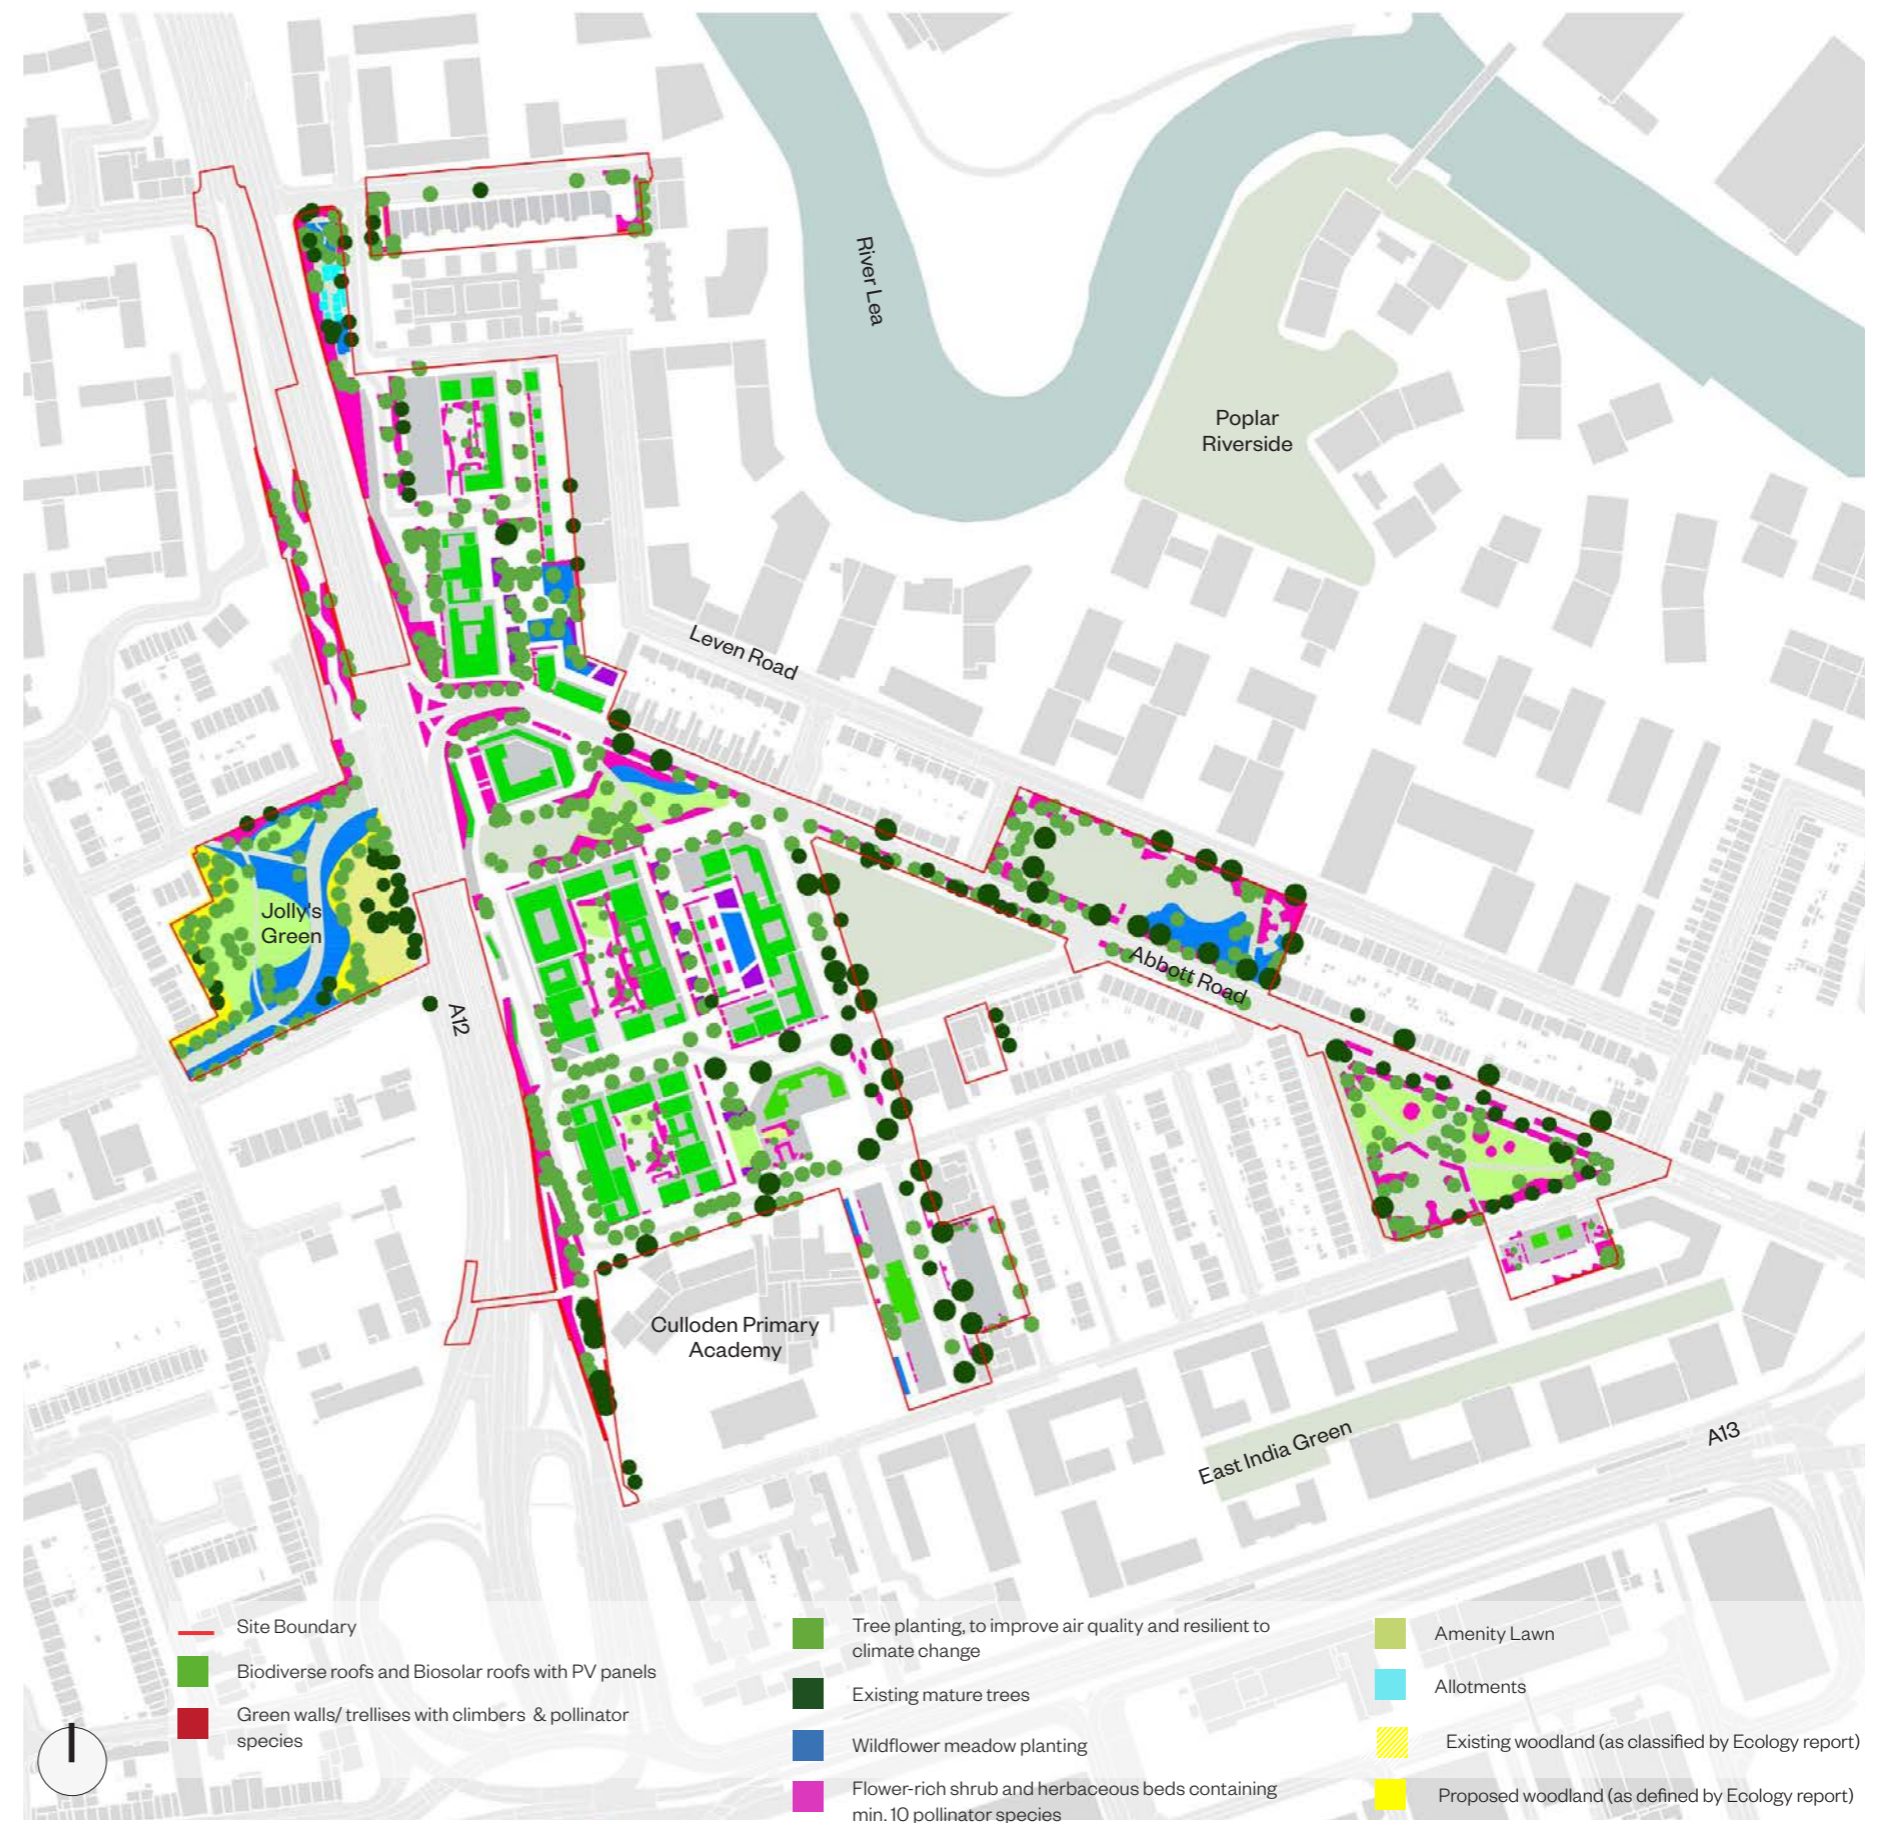 River Lea
Poplar
Riverside
Leven Road
Jolly's
Green
Abbott Road
A12
Culloden Primary
Academy
East India Green
A13
Site Boundary
Biodiverse roofs and Biosolar roofs with PV panels
Green walls/ trellises with climbers & pollinator
species
Tree planting, to improve air quality and resilient to
climate change
Existing mature trees
Wildflower meadow planting
Flower-rich shrub and herbaceous beds containing
min. 10 pollinator species
Amenity Lawn
Allotments
Existing woodland (as classified by Ecology report)
Proposed woodland (as defined by Ecology report)